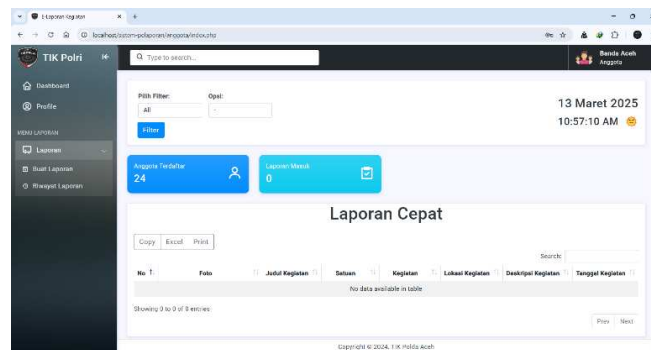 E-Laporan Kegiatan
localhost/sistem-pelaporan/anggota/index.php
TIK Polri
Type to search...
Banda Aceh
Anggota
Dashboard
Profile
MENU LAPORAN
Laporan
Buat Laporan
Riwayat Laporan
Pilih Filter:
Opsi:
All
-
Filter
13 Maret 2025
10:57:10 AM
Anggota Terdaftar
24
Laporan Masuk
0
Laporan Cepat
Copy Excel Print
Search:
No Foto Judul Kegiatan Satuan Kegiatan Lokasi Kegiatan Deskripsi Kegiatan Tanggal Kegiatan
No data available in table
Showing 0 to 0 of 0 entries
Prev Next
Copyright © 2024, TIK Polda Aceh